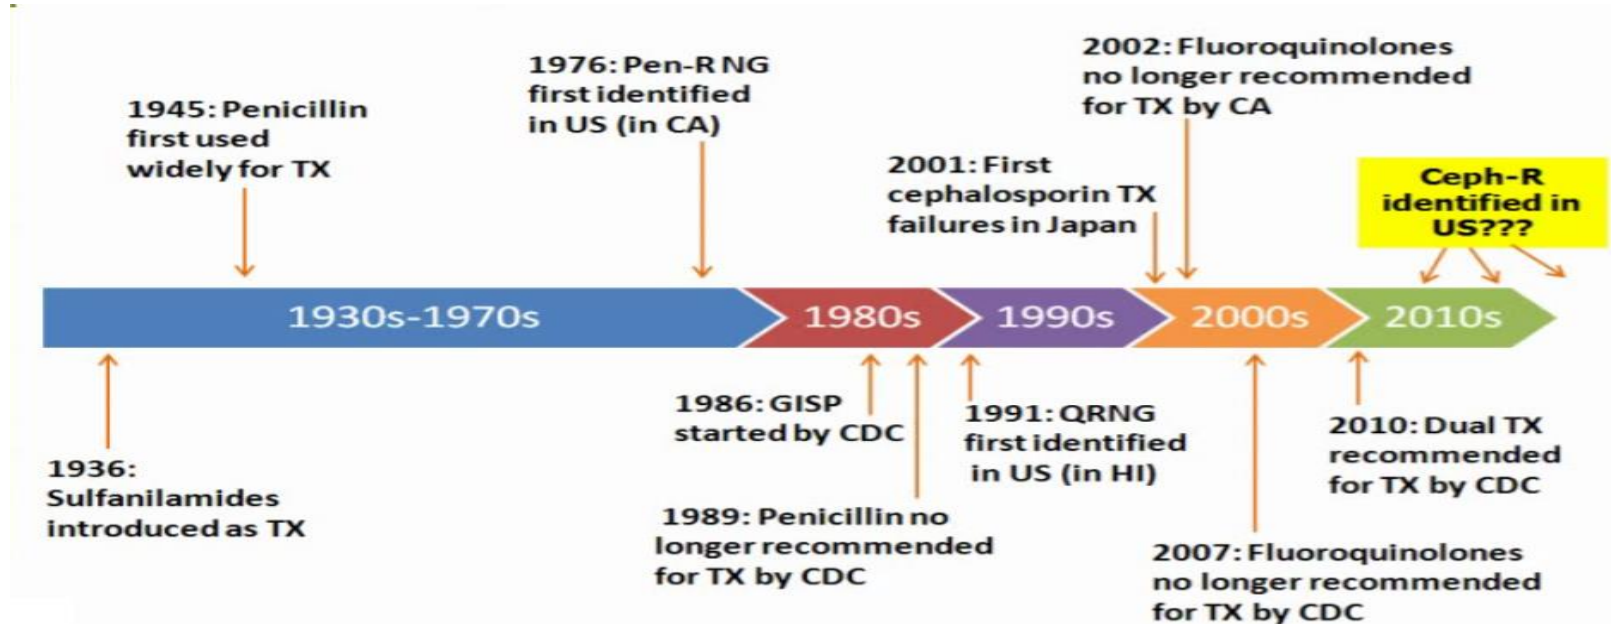 1945: Penicillin
first used
widely for TX
1976: Pen-R NG
first identified
in US (in CA)
2002: Fluoroquinolones
no longer recommended
for TX by CA
2001: First
cephalosporin TX
failures in Japan
Ceph-R
identified in
US???
1930s-1970s
1980s
1990s
2000s
2010s
1936:
Sulfanilamides
introduced as TX
1986: GISP
started by CDC
1989: Penicillin no
longer recommended
for TX by CDC
1991: QRNG
first identified
in US (in HI)
2007: Fluoroquinolones
no longer recommended
for TX by CDC
2010: Dual TX
recommended
for TX by CDC